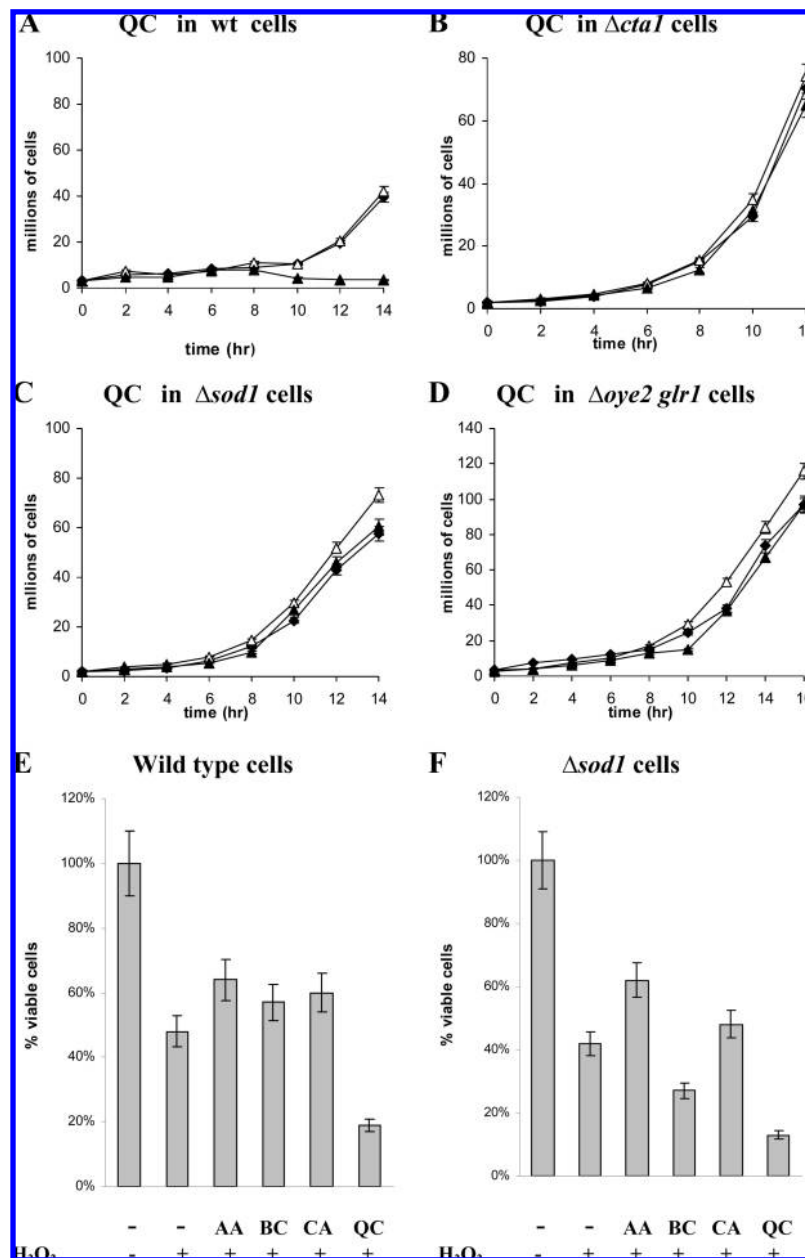 A QC in wt cells
100
80
60
40
20
0
millions of cells
0 2 4 6 8 10 12 14
time (hr)
B QC in Δcta1 cells
80
60
40
20
0
millions of cells
0 2 4 6 8 10
time (hr)
C QC in Δsod1 cells
100
80
60
40
20
0
millions of cells
0 2 4 6 8 10 12 14
time (hr)
D QC in Δoye2 glr1 cells
140
120
100
80
60
40
20
0
millions of cells
0 2 4 6 8 10 12 14 16
time (hr)
E Wild type cells
120%
100%
80%
60%
40%
20%
0%
% viable cells
- - AA BC CA QC
H₂O₂ - + + + + +
F Δsod1 cells
120%
100%
80%
60%
40%
20%
0%
% viable cells
- - AA BC CA QC
- + + + + +